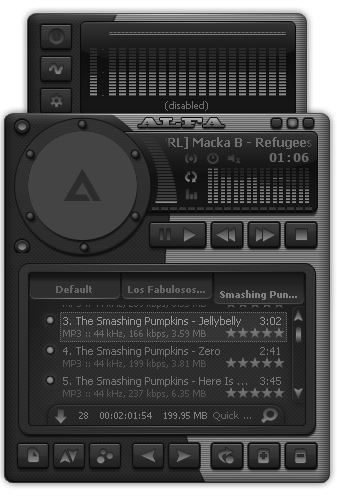 (disabled)
AL-FA
RL] Macka B - Refugees
01:06
Default
Los Fabulosos...
Smashing Pun...
3. The Smashing Pumpkins - Jellybelly 3:02
MP3 :: 44 kHz, 166 kbps, 3.59 MB
4. The Smashing Pumpkins - Zero 2:41
MP3 :: 44 kHz, 199 kbps, 3.81 MB
5. The Smashing Pumpkins - Here Is ... 3:45
MP3 :: 44 kHz, 237 kbps, 6.35 MB
28 00:02:01:54 199.95 MB Quick ...